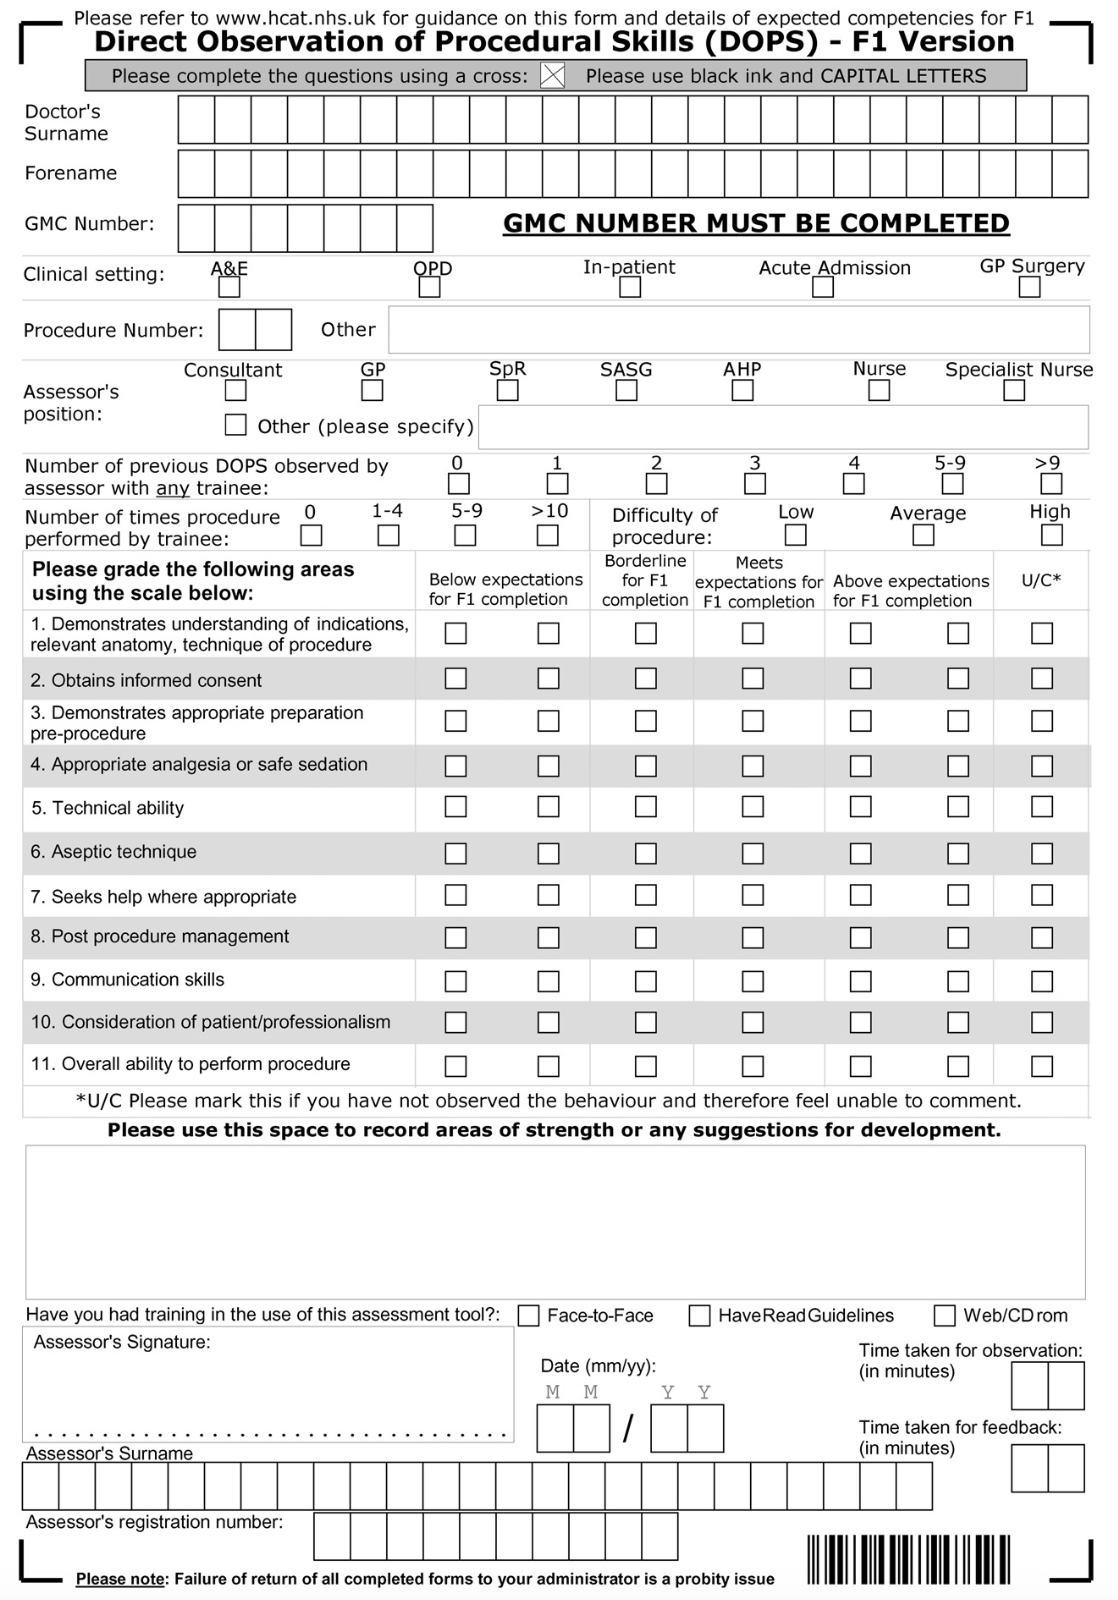 Please refer to www.hcat.nhs.uk for guidance on this form and details of expected competencies for F1
Direct Observation of Procedural Skills (DOPS) - F1 Version
Please complete the questions using a cross: Please use black ink and CAPITAL LETTERS
Doctor's
Surname
Forename
GMC Number: GMC NUMBER MUST BE COMPLETED
Clinical setting: A&E OPD In-patient Acute Admission GP Surgery
Procedure Number: Other
Assessor's
position: Consultant GP SpR SASG AHP Nurse Specialist Nurse
Other (please specify)
Number of previous DOPS observed by
assessor with any trainee: 0 1 2 3 4 5-9 >9
Number of times procedure
performed by trainee: 0 1-4 5-9 >10
Difficulty of
procedure: Low Average High
Please grade the following areas
using the scale below:
Below expectations
for F1 completion
Borderline
for F1
completion
Meets
expectations for
F1 completion
Above expectations
for F1 completion
U/C*
1. Demonstrates understanding of indications,
relevant anatomy, technique of procedure
2. Obtains informed consent
3. Demonstrates appropriate preparation
pre-procedure
4. Appropriate analgesia or safe sedation
5. Technical ability
6. Aseptic technique
7. Seeks help where appropriate
8. Post procedure management
9. Communication skills
10. Consideration of patient/professionalism
11. Overall ability to perform procedure
*U/C Please mark this if you have not observed the behaviour and therefore feel unable to comment.
Please use this space to record areas of strength or any suggestions for development.
Have you had training in the use of this assessment tool?: Face-to-Face Have Read Guidelines Web/CD rom
Assessor's Signature:
Date (mm/yy):
M M Y Y
/
Time taken for observation:
(in minutes)
Time taken for feedback:
(in minutes)
Assessor's Surname
Assessor's registration number:
Please note: Failure of return of all completed forms to your administrator is a probity issue